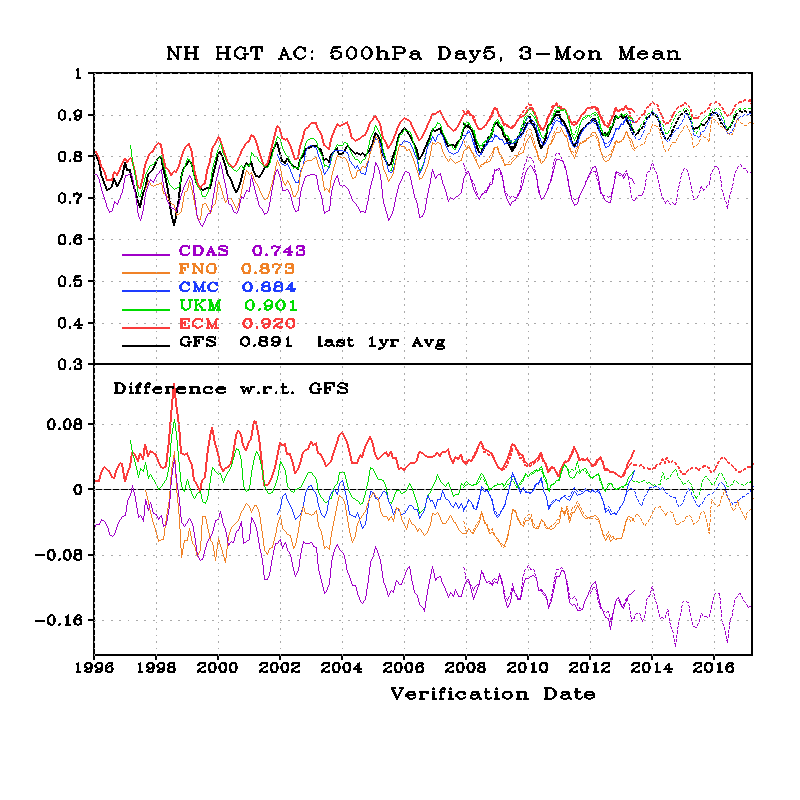 NH HGT AC: 500hPa Day5, 3-Mon Mean
1
0.9
0.8
0.7
0.6
0.5
0.4
0.3
CDAS 0.743
FNO 0.873
CMC 0.884
UKM 0.901
ECM 0.920
GFS 0.891 last 1yr Avg
Difference w.r.t. GFS
0.08
0
-0.08
-0.16
1996 1998 2000 2002 2004 2006 2008 2010 2012 2014 2016
Verification Date